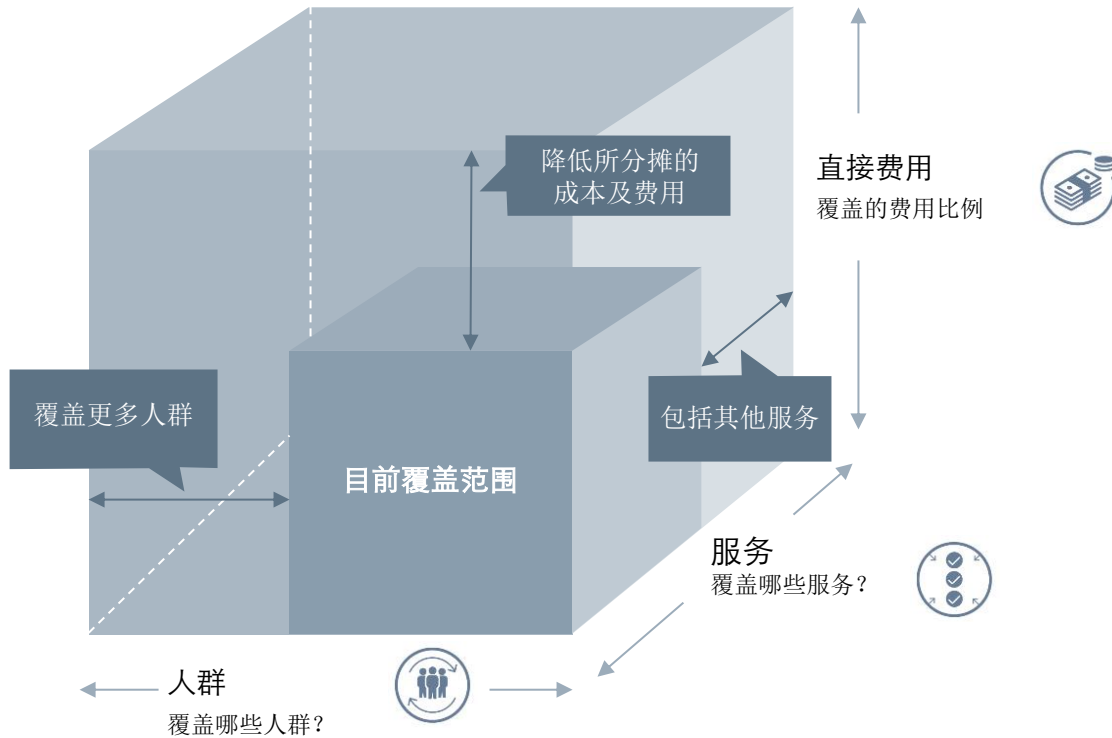 降低所分摊的
成本及费用
直接费用
覆盖的费用比例
覆盖更多人群
包括其他服务
目前覆盖范围
服务
覆盖哪些服务？
人群
覆盖哪些人群？